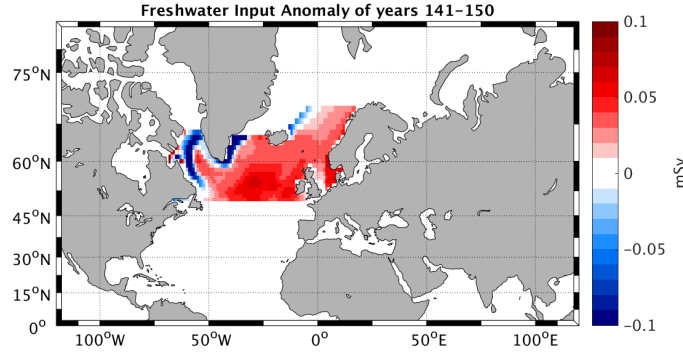 Freshwater Input Anomaly of years 141-150
75°N
60°N
45°N
30°N
15°N
0°
100°W
50°W
0°
50°E
100°E
0.1
0.05
0
−0.05
−0.1
mSv